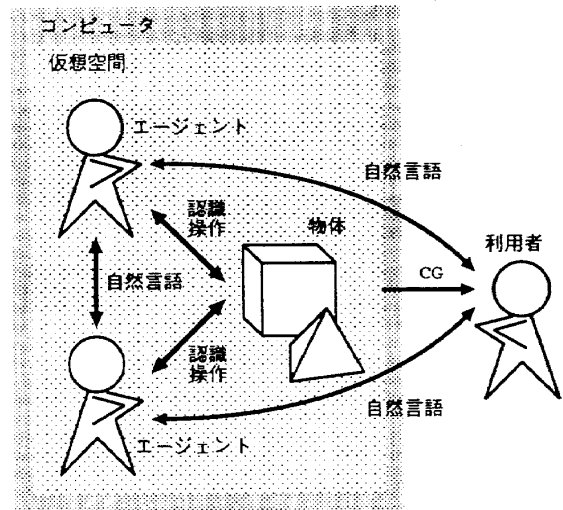 コンピュータ
仮想空間
エージェント
自然言語
認識
操作
物体
利用者
CG
自然言語
認識
操作
自然言語
エージェント